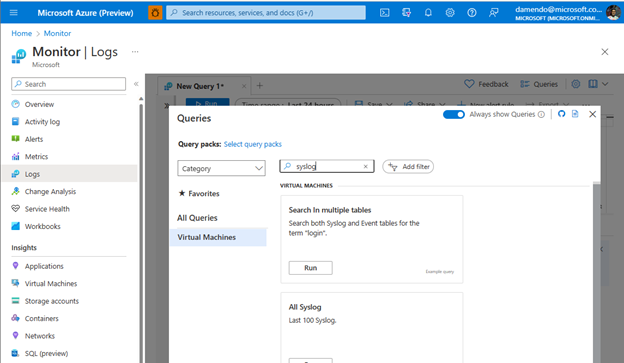 Microsoft Azure (Preview)
Search resources, services, and docs (G+/)
damendo@microsoft.co...
MICROSOFT (MICROSOFT.ONMI...
Home > Monitor
Monitor | Logs ...
Microsoft
Search
Overview
Activity log
Alerts
Metrics
Logs
Change Analysis
Service Health
Workbooks
Insights
Applications
Virtual Machines
Storage accounts
Containers
Networks
SQL (preview)
New Query 1*
Feedback
Queries
Run
Time range : Last 24 hours
Save
Share
New alert rule
Export
Queries
Always show Queries
Query packs: Select query packs
Category
syslog
Add filter
Favorites
All Queries
Virtual Machines
VIRTUAL MACHINES
Search In multiple tables
Search both Syslog and Event tables for the
term "login".
Run
Example query
All Syslog
Last 100 Syslog.